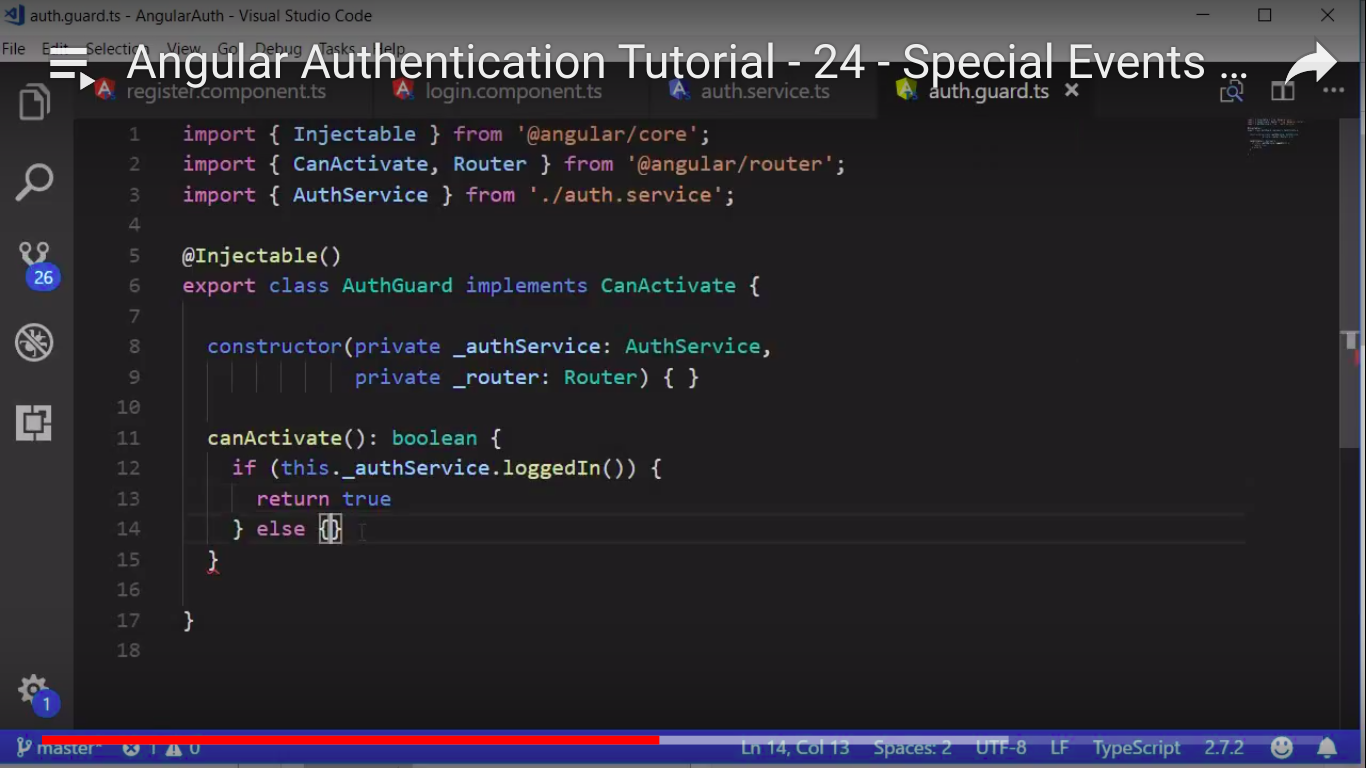 auth.guard.ts - AngularAuth - Visual Studio Code
File Edit Selection View Go Debug Tasks Help
Angular Authentication Tutorial - 24 - Special Events ...
register.component.ts login.component.ts auth.service.ts auth.guard.ts
1 import { Injectable } from '@angular/core';
2 import { CanActivate, Router } from '@angular/router';
3 import { AuthService } from './auth.service';
4
5 @Injectable()
6 export class AuthGuard implements CanActivate {
7
8 constructor(private _authService: AuthService,
9 private _router: Router) { }
10
11 canActivate(): boolean {
12 if (this._authService.loggedIn()) {
13 return true
14 } else {}
15 }
16
17 }
18
26
1
master* 1 0 Ln 14, Col 13 Spaces: 2 UTF-8 LF TypeScript 2.7.2